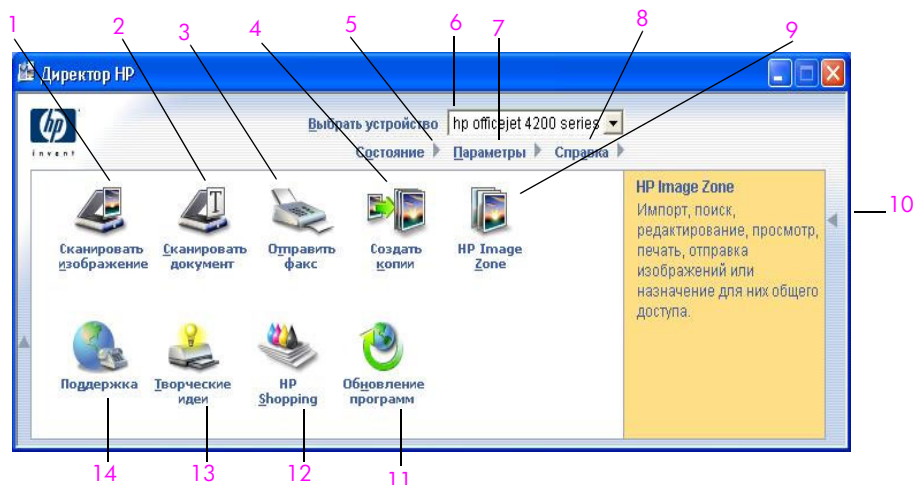 1 2 3 4 5 6 7 8 9
Директор HP
hp
invent
Выбрать устройство hp officejet 4200 series
Состояние Параметры Справка
Сканировать изображение
Сканировать документ
Отправить факс
Создать копии
HP Image Zone
HP Image Zone
Импорт, поиск,
редактирование, просмотр,
печать, отправка
изображений или
назначение для них общего
доступа.
10
Поддержка
Творческие идеи
HP Shopping
Обновление программ
14 13 12 11